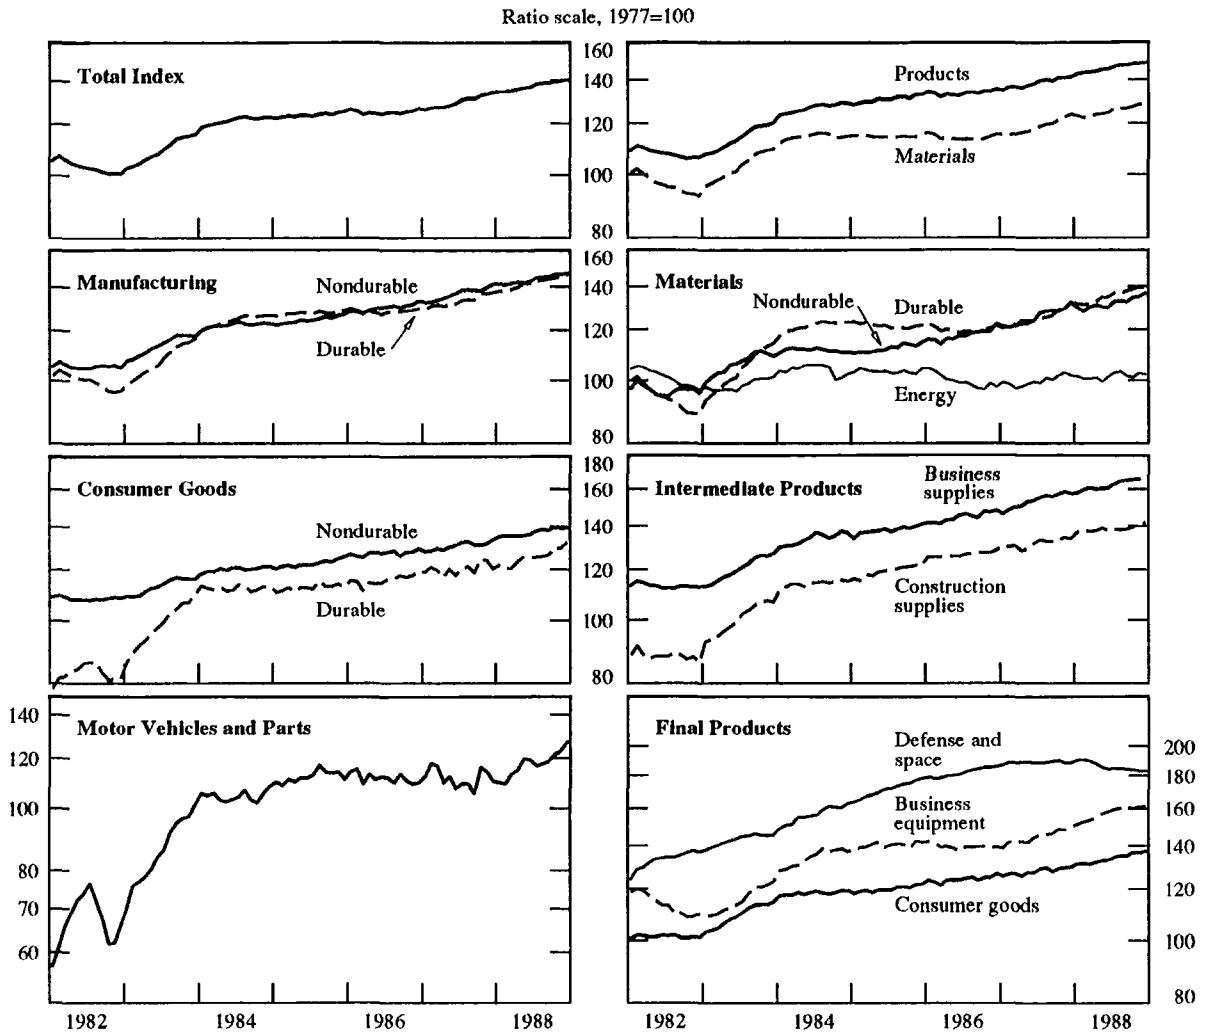 Ratio scale, 1977=100
Total Index
160
140
120
100
80
Products
Materials
Manufacturing
Nondurable
Durable
160
140
120
100
80
Materials
Nondurable
Durable
Energy
Consumer Goods
Nondurable
Durable
180
160
140
120
100
80
Intermediate Products
Business
supplies
Construction
supplies
Motor Vehicles and Parts
140
120
100
80
70
60
Final Products
Defense and
space
Business
equipment
Consumer goods
200
180
160
140
120
100
80
1982 1984 1986 1988
1982 1984 1986 1988